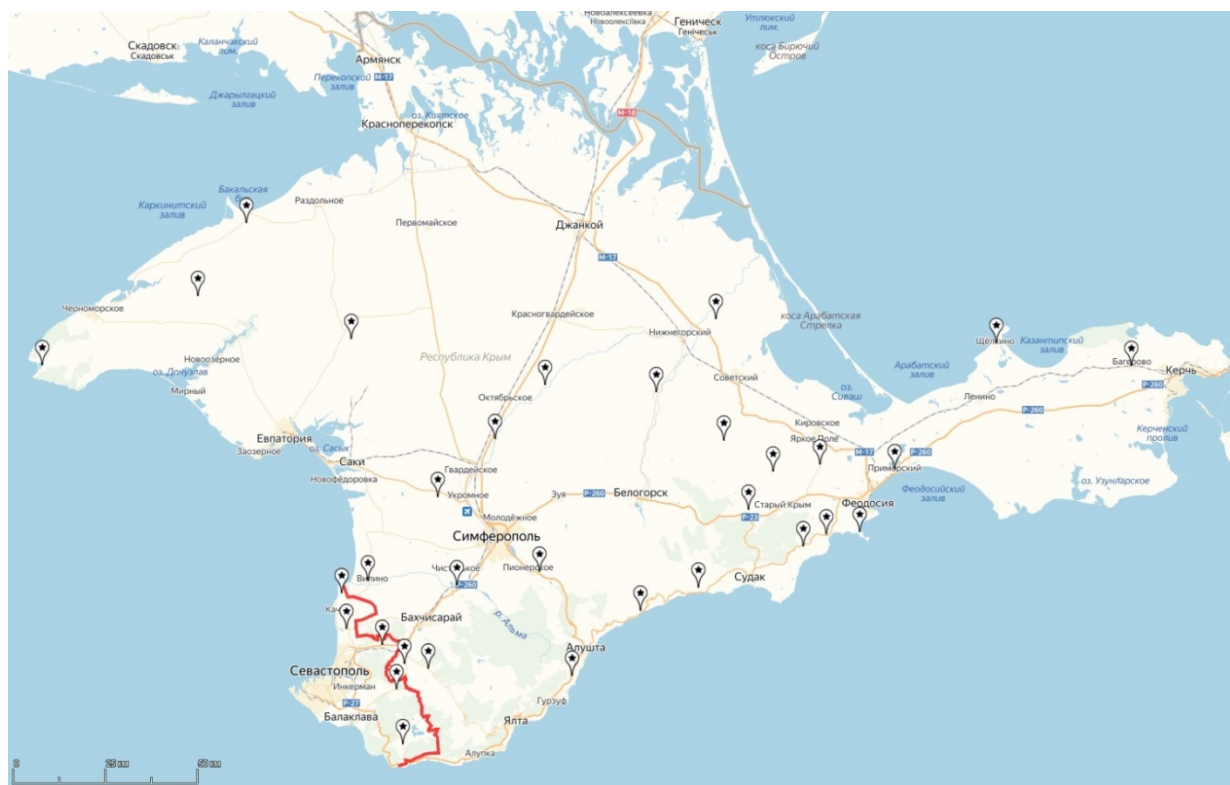 Новоалексеевка
Новоолексіївка
Геническ
Генічеськ
Утлюкский
лим.
коса Бирючий
Остров
Скадовск
Скадовськ
Каланчакский
лим.
Армянск
М-17
Перекопский
залив
Джарылгацкий
залив
оз. Киятское
Красноперекопск
М-18
Бакальская
Каркинитский
залив
Раздольное
Первомайское
Джанкой
М-17
Черноморское
Красногвардейское
Нижнегорский
коса Арабатская
Стрелка
Щёлкино
Казантипский
залив
Багерово
Керчь
Р-260
Новоозёрное
оз. Донузлав
Мирный
Республика Крым
Советский
Арабатский
залив
оз.
Сиваш
Ленино
Р-260
Октябрьское
Евпатория
Заозерное
оз. Сасык
Саки
Новофёдоровка
Кировское
Яркое Поле
М-17
Р-260
Приморский
Керченский
пролив
оз. Узунларское
Гвардейское
Укромное
Зуя
Р-260
Белогорск
Старый Крым
Р-23
Феодосия
Феодосийский
залив
Молодёжное
Симферополь
Пионерское
Судак
Вилино
Чистенькое
Р-260
Кача
Бахчисарай
р. Альма
Севастополь
Инкерман
Р-27
Балаклава
Алушта
Гурзуф
Ялта
Алупка
0
25 км
50 км